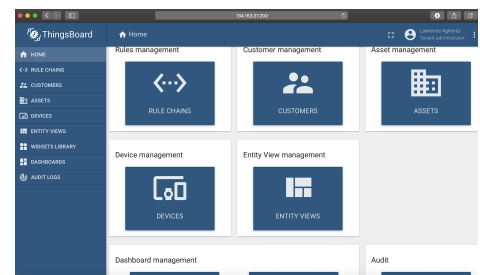 134.153.27.200
ThingsBoard
Home
Lawrence Aghenta
Tenant administrator
HOME
RULE CHAINS
CUSTOMERS
ASSETS
DEVICES
ENTITY VIEWS
WIDGETS LIBRARY
DASHBOARDS
AUDIT LOGS
Rules management
Customer management
Asset management
RULE CHAINS
CUSTOMERS
ASSETS
Device management
Entity View management
DEVICES
ENTITY VIEWS
Dashboard management
Audit